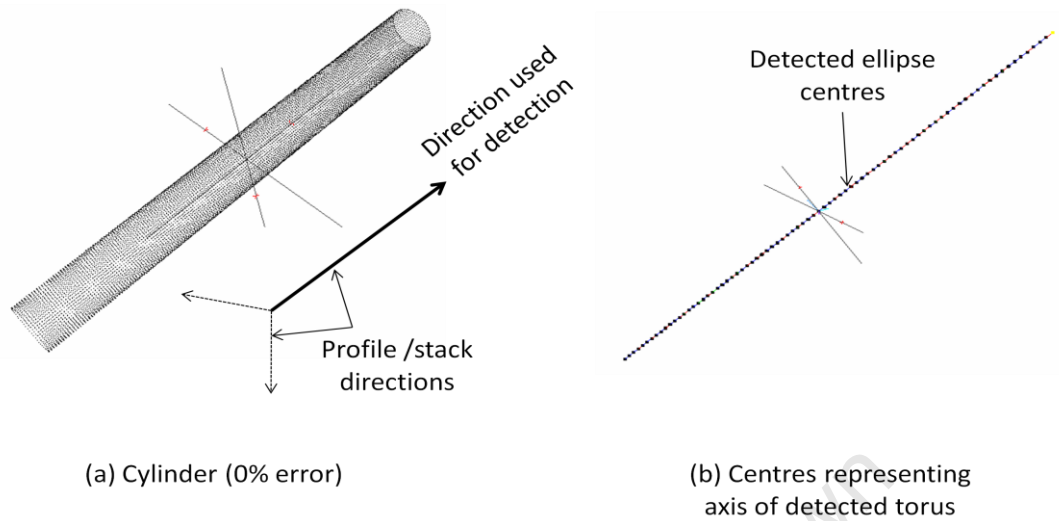 Direction used
for detection
Profile /stack
directions
(a) Cylinder (0% error)
Detected ellipse
centres
(b) Centres representing
axis of detected torus
wn